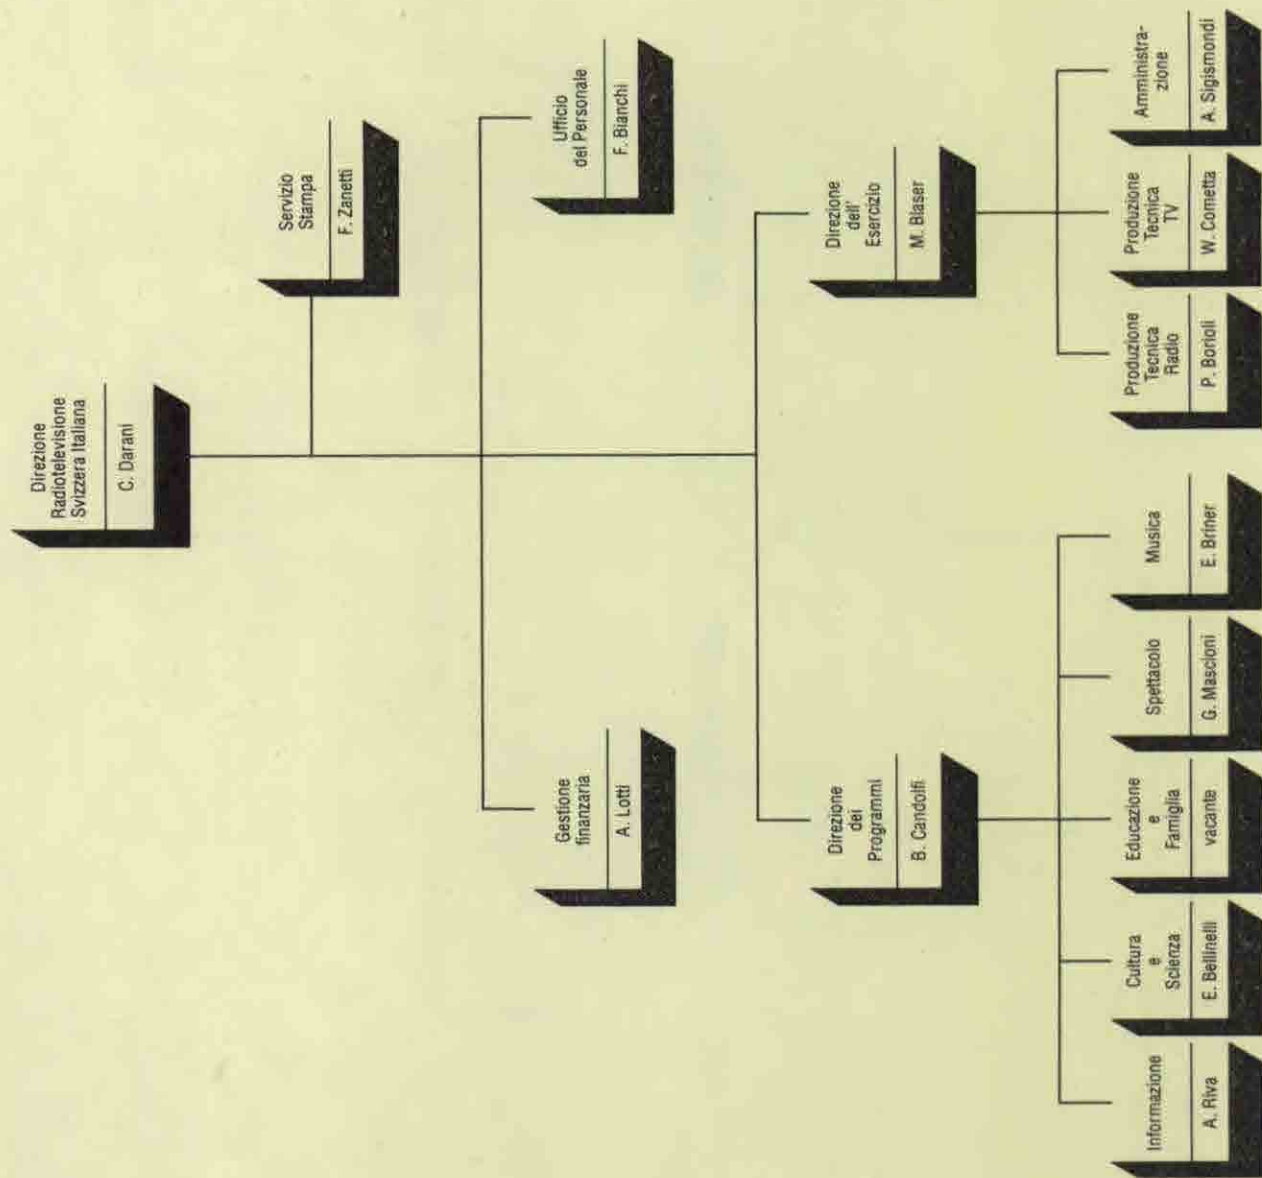 Direzione
Radiotelevisione
Svizzera Italiana
C. Darani
Servizio
Stampa
F. Zanetti
Gestione
finanzaria
A. Lotti
Ufficio
del Personale
F. Bianchi
Direzione
dei
Programmi
B. Candolfi
Direzione
dell'
Esercizio
M. Blaser
Informazione
A. Riva
Cultura
e
Scienza
E. Bellinelli
Educazione
e
Famiglia
vacante
Spettacolo
G. Mascioni
Musica
E. Briner
Produzione
Tecnica
Radio
P. Borioli
Produzione
Tecnica
TV
W. Cometta
Amministra-
zione
A. Sigismondi